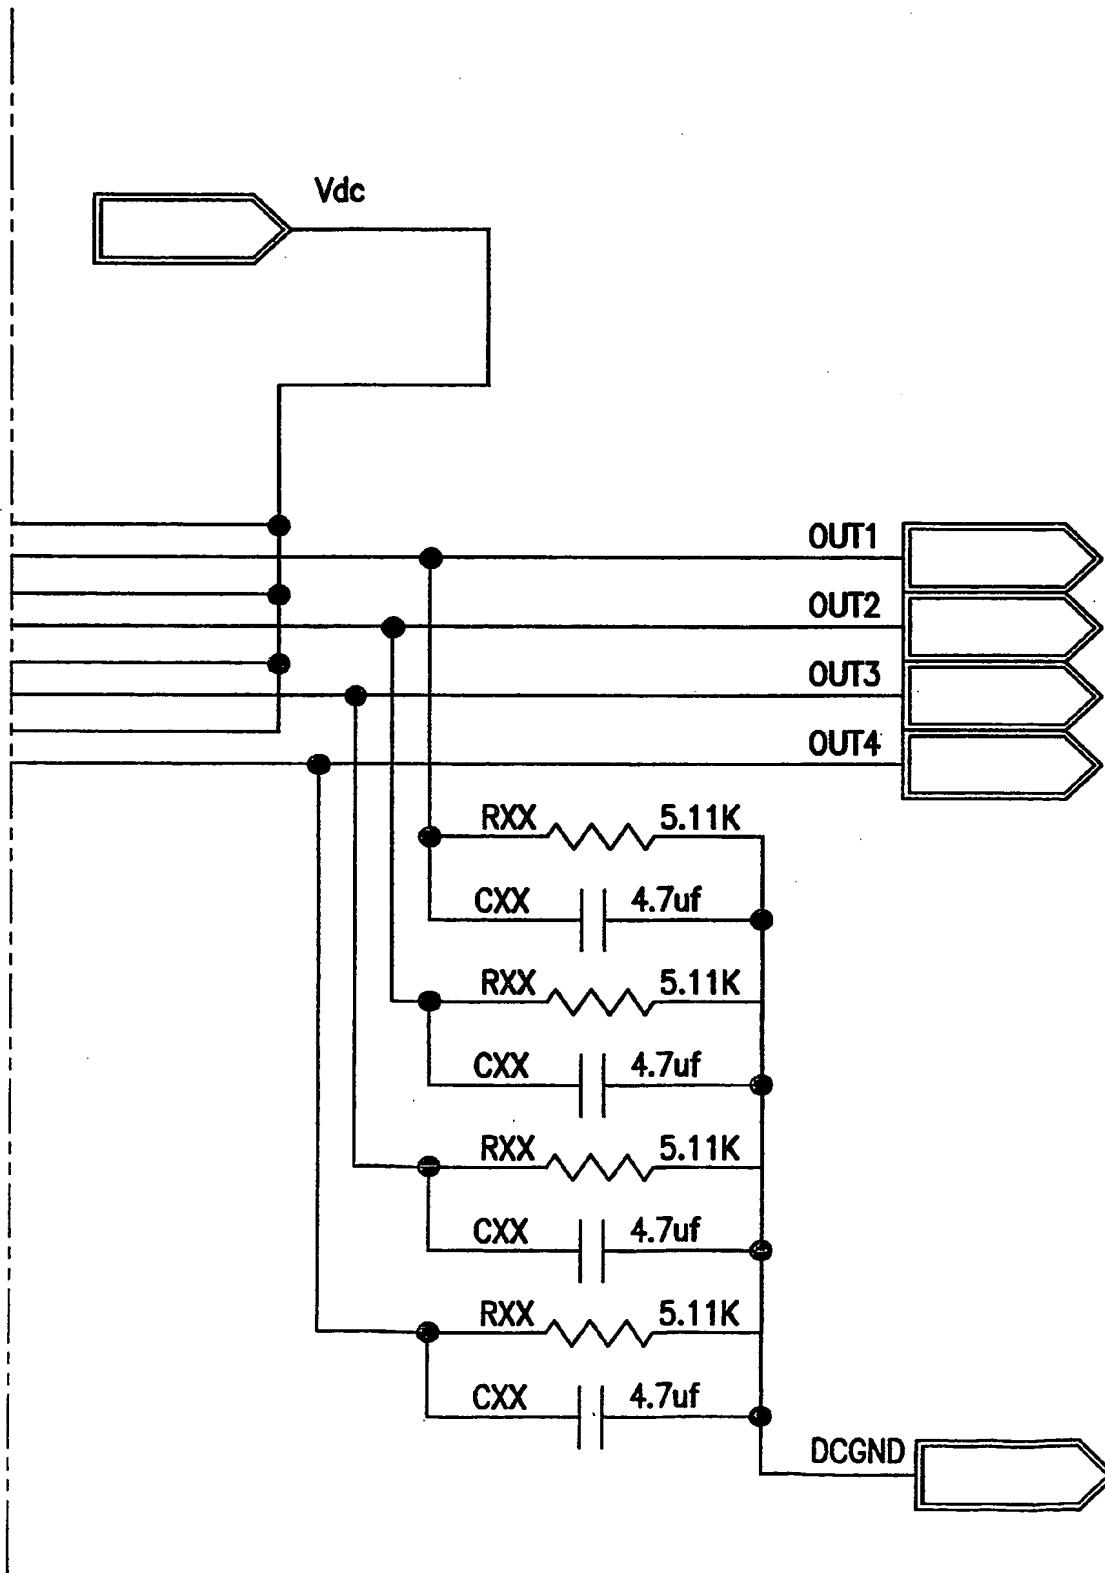 Vdc
OUT1
OUT2
OUT3
OUT4
RXX 5.11K
CXX 4.7uf
RXX 5.11K
CXX 4.7uf
RXX 5.11K
CXX 4.7uf
RXX 5.11K
CXX 4.7uf
DCGND